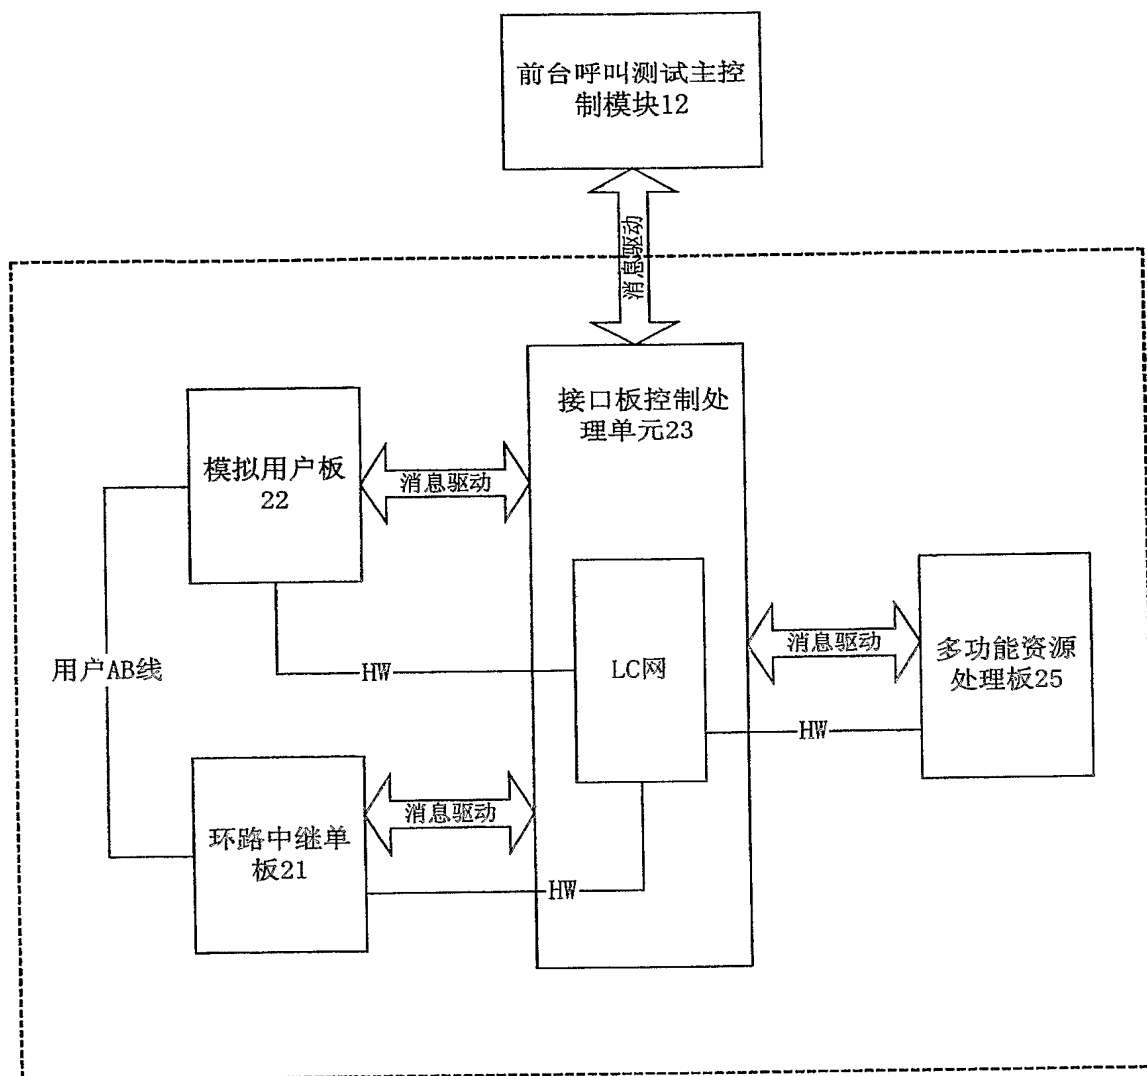 前台呼叫测试主控
制模块12
消息驱动
接口板控制处
理单元23
模拟用户板
22
消息驱动
用户AB线
HW
LC网
消息驱动
多功能资源
处理板25
HW
环路中继单
板21
消息驱动
HW